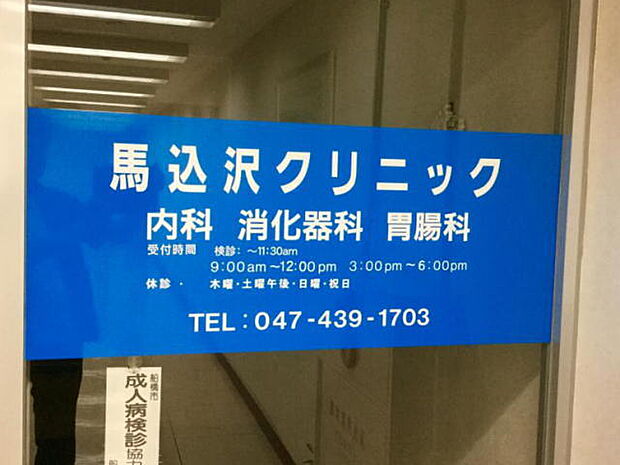 馬込沢クリニック
内科 消化器科 胃腸科
受付時間 検診：～11:30am
9:00am～12:00pm 3:00pm～6:00pm
休診・ 木曜・土曜午後・日曜・祝日
TEL：047-439-1703
船橋市
成人病検診協力
船